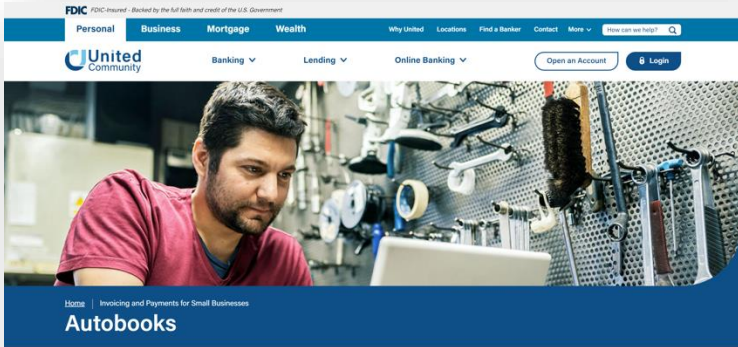 FDIC FDIC-Insured - Backed by the full faith and credit of the U.S. Government
Personal Business Mortgage Wealth Why United Locations Find a Banker Contact More How can we help?
United
Community
Banking Lending Online Banking Open an Account Login
Home | Invoicing and Payments for Small Businesses
Autobooks